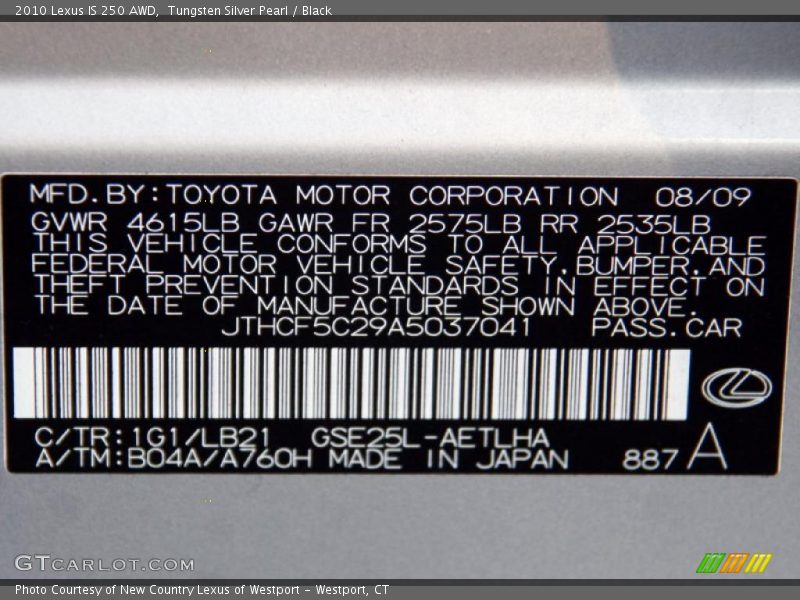 2010 Lexus IS 250 AWD,  Tungsten Silver Pearl / Black
MFD.BY:TOYOTA MOTOR CORPORATION 08/09
GVWR 4615LB GAWR FR 2575LB RR 2535LB
THIS VEHICLE CONFORMS TO ALL APPLICABLE
FEDERAL MOTOR VEHICLE SAFETY,BUMPER,AND
THEFT PREVENTION STANDARDS IN EFFECT ON
THE DATE OF MANUFACTURE SHOWN ABOVE.
JTHCF5C29A5037041 PASS.CAR
C/TR:1G1/LB21 GSE25L-AETLHA
A/TM:B04A/A760H MADE IN JAPAN 887 A
GTCARLOT.COM
Photo Courtesy of New Country Lexus of Westport - Westport, CT